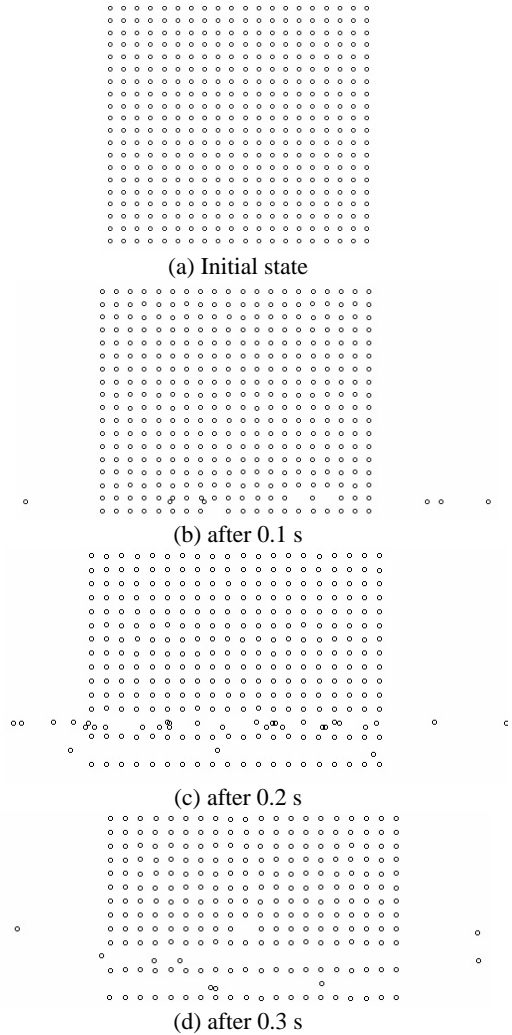 (a) Initial state
(b) after 0.1 s
(c) after 0.2 s
(d) after 0.3 s